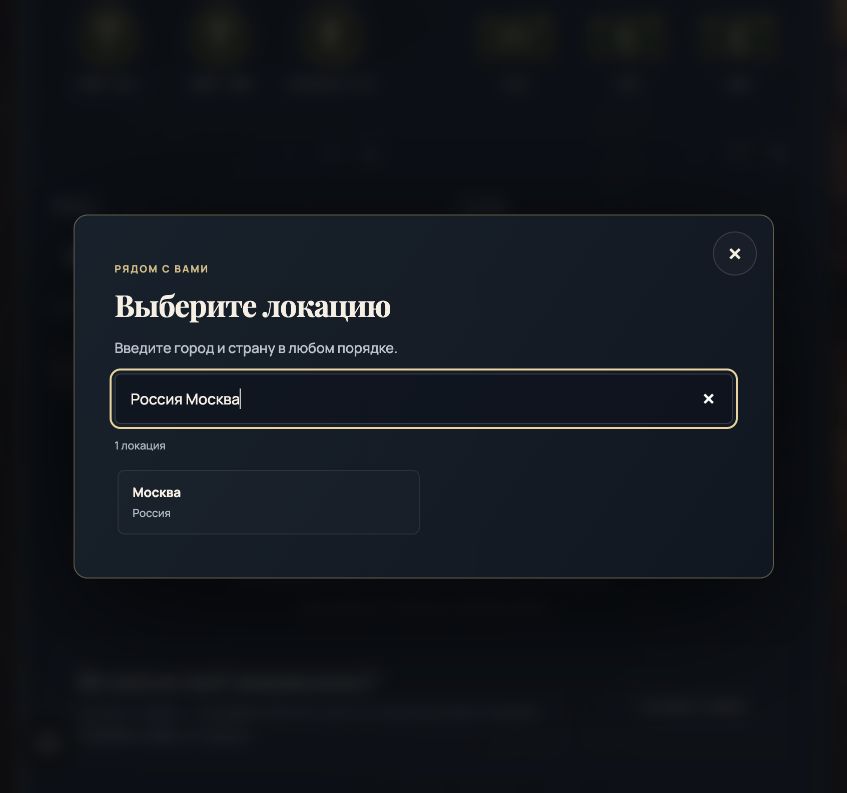 РЯДОМ С ВАМИ
Выберите локацию
Введите город и страну в любом порядке.
Россия Москва
1 локация
Москва
Россия